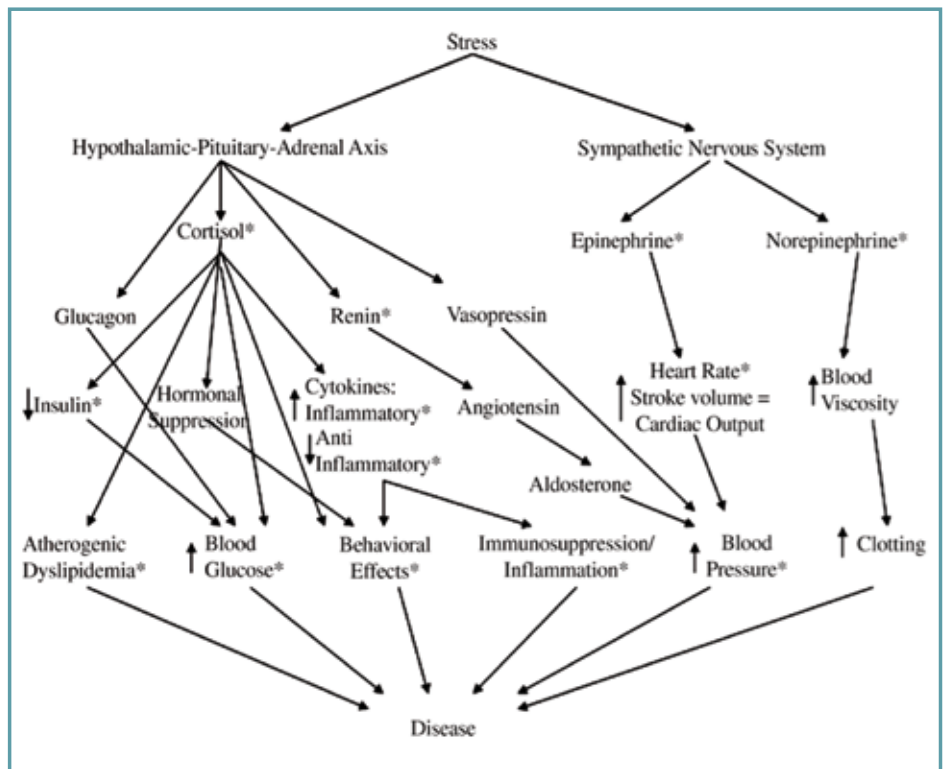 Stress
Hypothalamic-Pituitary-Adrenal Axis
Sympathetic Nervous System
Cortisol*
Epinephrine*
Norepinephrine*
Glucagon
Renin*
Vasopressin
Insulin*
Hormonal
Suppression
Cytokines:
Inflammatory*
Anti
Inflammatory*
Angiotensin
Heart Rate*
Stroke volume =
Cardiac Output
Blood
Viscosity
Aldosterone
Atherogenic
Dyslipidemia*
Blood
Glucose*
Behavioral
Effects*
Immunosuppression/
Inflammation*
Blood
Pressure*
Clotting
Disease